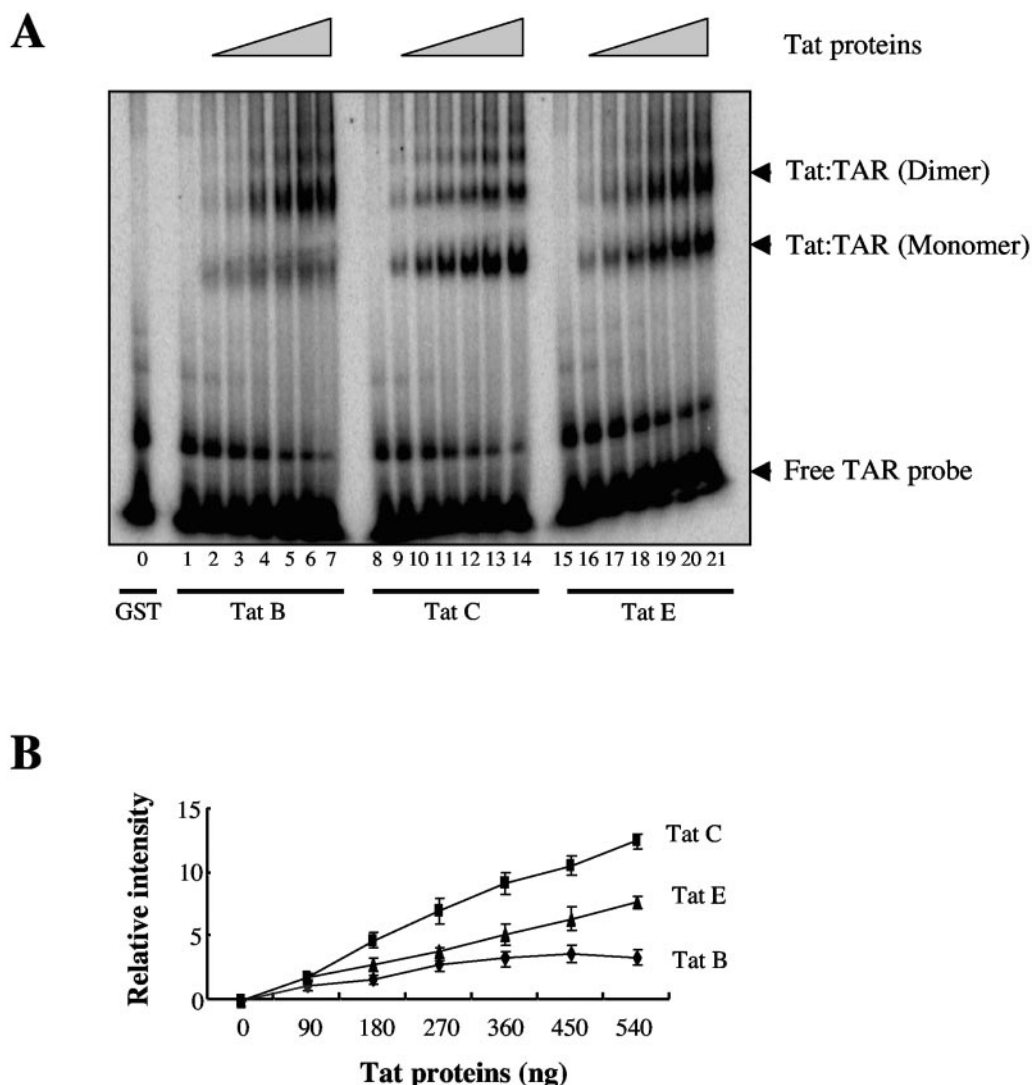 A
Tat proteins
Tat:TAR (Dimer)
Tat:TAR (Monomer)
Free TAR probe
0 1 2 3 4 5 6 7 8 9 10 11 12 13 14 15 16 17 18 19 20 21
GST Tat B Tat C Tat E
B
Relative intensity
15
10
5
0
Tat C
Tat E
Tat B
0 90 180 270 360 450 540
Tat proteins (ng)